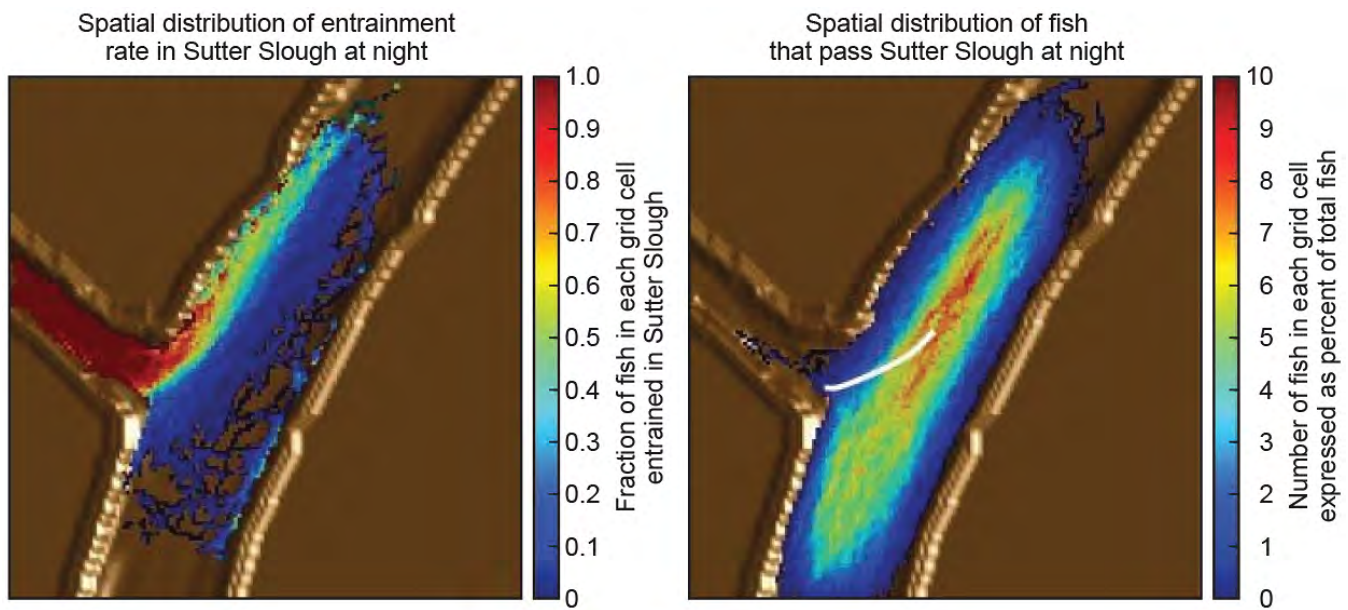 Spatial distribution of entrainment
rate in Sutter Slough at night
1.0
0.9
0.8
0.7
0.6
0.5
0.4
0.3
0.2
0.1
0
Fraction of fish in each grid cell
entrained in Sutter Slough
Spatial distribution of fish
that pass Sutter Slough at night
10
9
8
7
6
5
4
3
2
1
0
Number of fish in each grid cell
expressed as percent of total fish